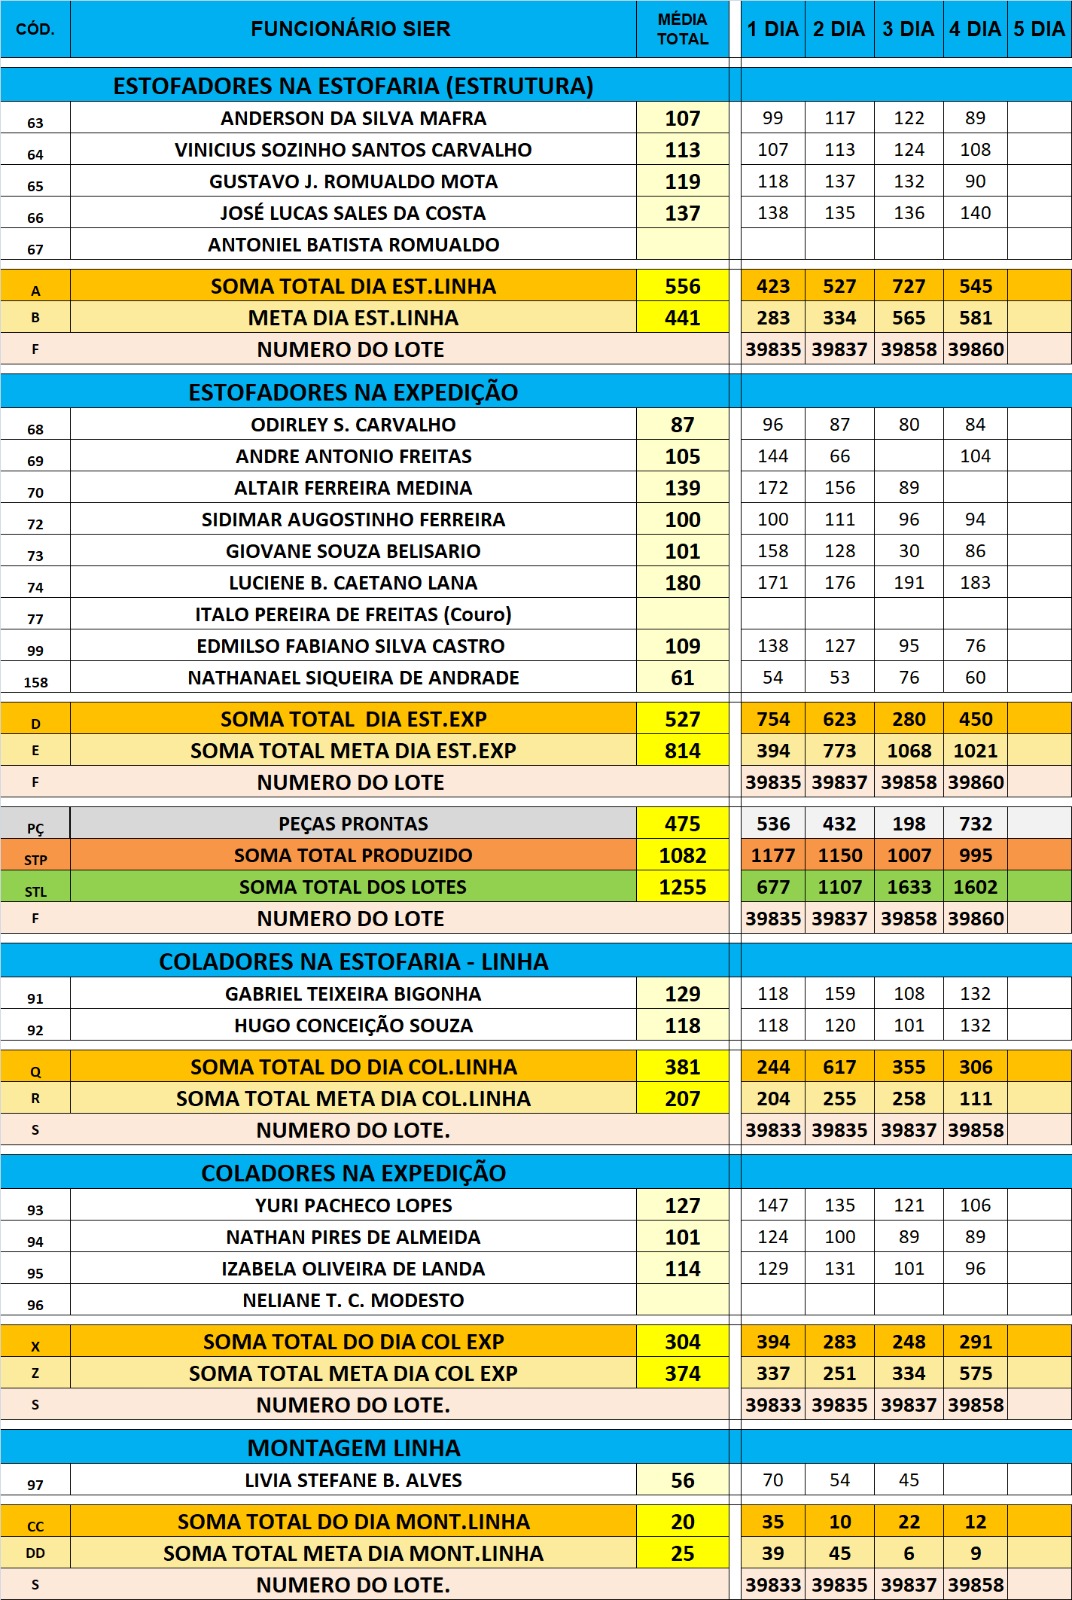 CÓD. FUNCIONÁRIO SIER MÉDIA TOTAL 1 DIA 2 DIA 3 DIA 4 DIA 5 DIA
ESTOFADORES NA ESTOFARIA (ESTRUTURA)
63 ANDERSON DA SILVA MAFRA 107 99 117 122 89
64 VINICIUS SOZINHO SANTOS CARVALHO 113 107 113 124 108
65 GUSTAVO J. ROMUALDO MOTA 119 118 137 132 90
66 JOSÉ LUCAS SALES DA COSTA 137 138 135 136 140
67 ANTONIEL BATISTA ROMUALDO
A SOMA TOTAL DIA EST.LINHA 556 423 527 727 545
B META DIA EST.LINHA 441 283 334 565 581
F NUMERO DO LOTE 39835 39837 39858 39860
ESTOFADORES NA EXPEDIÇÃO
68 ODIRLEY S. CARVALHO 87 96 87 80 84
69 ANDRE ANTONIO FREITAS 105 144 66 104
70 ALTAIR FERREIRA MEDINA 139 172 156 89
72 SIDIMAR AUGOSTINHO FERREIRA 100 100 111 96 94
73 GIOVANE SOUZA BELISARIO 101 158 128 30 86
74 LUCIENE B. CAETANO LANA 180 171 176 191 183
77 ITALO PEREIRA DE FREITAS (Couro)
99 EDMILSO FABIANO SILVA CASTRO 109 138 127 95 76
158 NATHANAEL SIQUEIRA DE ANDRADE 61 54 53 76 60
D SOMA TOTAL DIA EST.EXP 527 754 623 280 450
E SOMA TOTAL META DIA EST.EXP 814 394 773 1068 1021
F NUMERO DO LOTE 39835 39837 39858 39860
PÇ PEÇAS PRONTAS 475 536 432 198 732
STP SOMA TOTAL PRODUZIDO 1082 1177 1150 1007 995
STL SOMA TOTAL DOS LOTES 1255 677 1107 1633 1602
F NUMERO DO LOTE 39835 39837 39858 39860
COLADORES NA ESTOFARIA - LINHA
91 GABRIEL TEIXEIRA BIGONHA 129 118 159 108 132
92 HUGO CONCEIÇÃO SOUZA 118 118 120 101 132
Q SOMA TOTAL DO DIA COL.LINHA 381 244 617 355 306
R SOMA TOTAL META DIA COL.LINHA 207 204 255 258 111
S NUMERO DO LOTE. 39833 39835 39837 39858
COLADORES NA EXPEDIÇÃO
93 YURI PACHECO LOPES 127 147 135 121 106
94 NATHAN PIRES DE ALMEIDA 101 124 100 89 89
95 IZABELA OLIVEIRA DE LANDA 114 129 131 101 96
96 NELIANE T. C. MODESTO
X SOMA TOTAL DO DIA COL EXP 304 394 283 248 291
Z SOMA TOTAL META DIA COL EXP 374 337 251 334 575
S NUMERO DO LOTE. 39833 39835 39837 39858
MONTAGEM LINHA
97 LIVIA STEFANE B. ALVES 56 70 54 45
CC SOMA TOTAL DO DIA MONT.LINHA 20 35 10 22 12
DD SOMA TOTAL META DIA MONT.LINHA 25 39 45 6 9
S NUMERO DO LOTE. 39833 39835 39837 39858